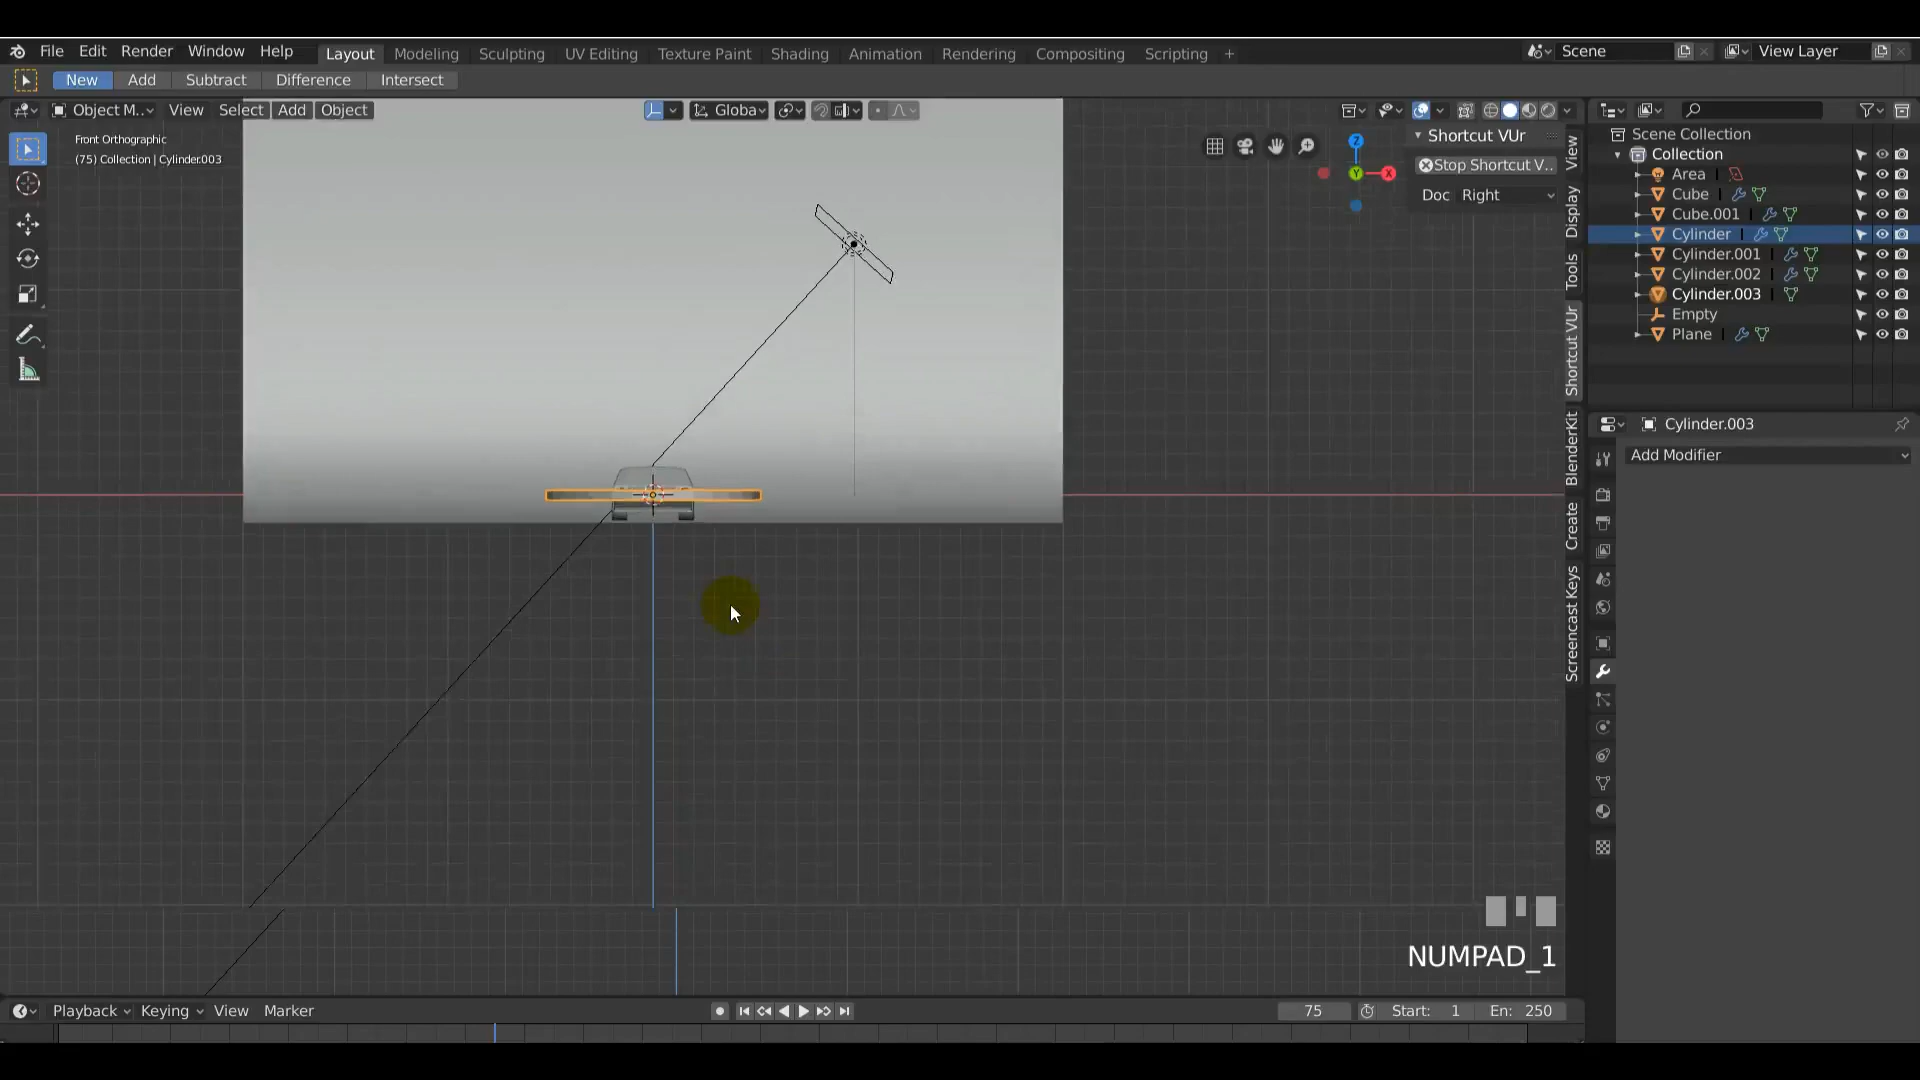 File Edit Render Window Help Layout Modeling Sculpting UV Editing Texture Paint Shading Animation Rendering Compositing Scripting + Scene View Layer
New Add Subtract Difference Intersect
Object M.. View Select Add Object Globa
Front Orthographic
(75) Collection | Cylinder.003
Z
Y
X
Shortcut VUr
Stop Shortcut V..
Doc Right
View
Display
Tools
Shortcut VUr
BlenderKit
Create
Screencast Keys
Scene Collection
Collection
Area
Cube
Cube.001
Cylinder
Cylinder.001
Cylinder.002
Cylinder.003
Empty
Plane
Cylinder.003
Add Modifier
NUMPAD_1
Playback Keying View Marker 75 Start: 1 En: 250